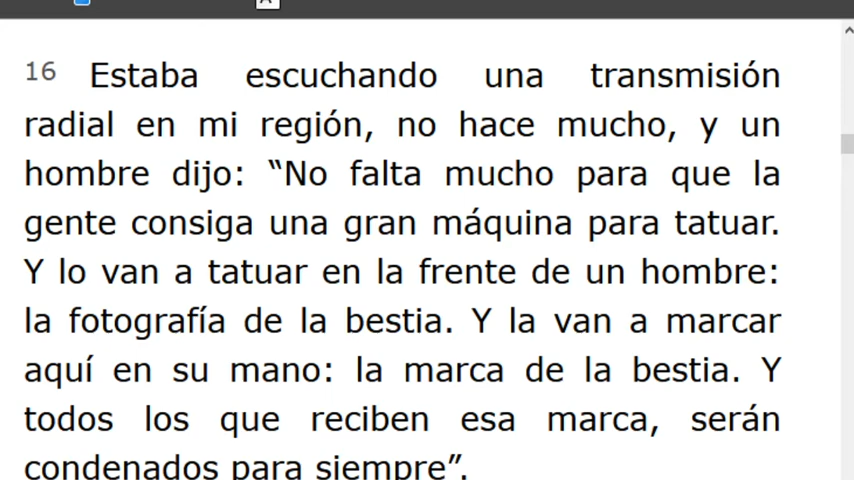 16 Estaba escuchando una transmisión
radial en mi región, no hace mucho, y un
hombre dijo: “No falta mucho para que la
gente consiga una gran máquina para tatuar.
Y lo van a tatuar en la frente de un hombre:
la fotografía de la bestia. Y la van a marcar
aquí en su mano: la marca de la bestia. Y
todos los que reciben esa marca, serán
condenados para siempre”.